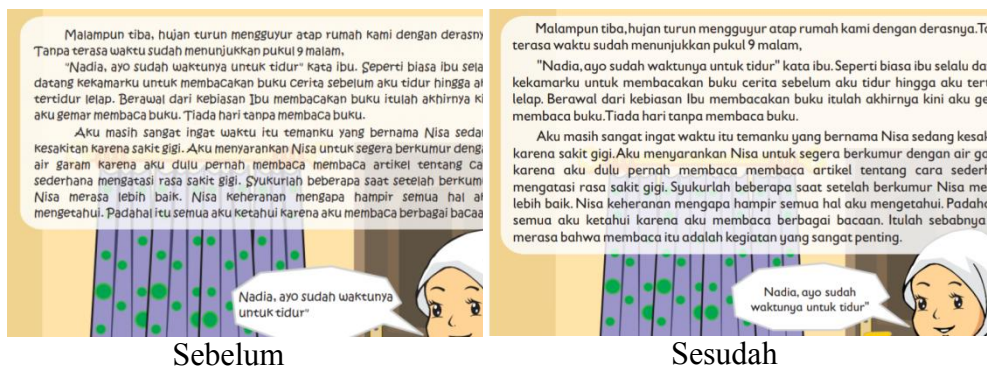 Malampun tiba, hujan turun mengguyur atap rumah kami dengan derasny
Tanpa terasa waktu sudah menunjukkan pukul 9 malam,
"Nadia, ayo sudah waktunya untuk tidur" kata ibu. Seperti biasa ibu sela
datang kekamarku untuk membacakan buku cerita sebelum aku tidur hingga a
tertidur lelap. Berawal dari kebiasan Ibu membacakan buku itulah akhirnya ki
aku gemar membaca buku. Tiada hari tanpa membaca buku.
Aku masih sangat ingat waktu itu temanku yang bernama Nisa seda
kesakitan karena sakit gigi. Aku menyarankan Nisa untuk segera berkumur denga
air garam karena aku dulu pernah membaca membaca artikel tentang ca
sederhana mengatasi rasa sakit gigi. Syukurlah beberapa saat setelah berkum
Nisa merasa lebih baik. Nisa keheranan mengapa hampir semua hal a
mengetahui. Padahal itu semua aku ketahui karena aku membaca berbagai bacaa
Nadia, ayo sudah waktunya
untuk tidur"
Sebelum
Malampun tiba,hujan turun mengguyur atap rumah kami dengan derasnya.Ta
terasa waktu sudah menunjukkan pukul 9 malam,
"Nadia,ayo sudah waktunya untuk tidur" kata ibu.Seperti biasa ibu selalu da
kekamarku untuk membacakan buku cerita sebelum aku tidur hingga aku ter
lelap. Berawal dari kebiasan Ibu membacakan buku itulah akhirnya kini aku ge
membaca buku.Tiada hari tanpa membaca buku.
Aku masih sangat ingat waktu itu temanku yang bernama Nisa sedang kesak
karena sakit gigi.Aku menyarankan Nisa untuk segera berkumur dengan air ga
karena aku dulu pernah membaca membaca artikel tentang cara sederh
mengatasi rasa sakit gigi. Syukurlah beberapa saat setelah berkumur Nisa me
lebih baik. Nisa keheranan mengapa hampir semua hal aku mengetahui. Padaha
semua aku ketahui karena aku membaca berbagai bacaan. Itulah sebabnya
merasa bahwa membaca itu adalah kegiatan yang sangat penting.
Nadia, ayo sudah
waktunya untuk tidur"
Sesudah